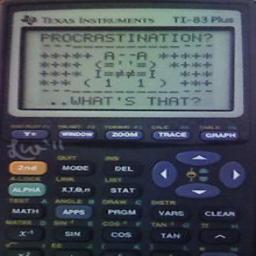 TEXAS INSTRUMENTS TI-83 Plus
PROCRASTINATION?
..WHAT'S THAT?
Y= WINDOW ZOOM TRACE GRAPH
QUIT INS
2nd MODE DEL
A-LOCK LINK LIST
ALPHA X,T,Θ,n STAT
TEST A ANGLE B DRAW C DISTR
MATH APPS PRGM VARS CLEAR
MATRIX SIN⁻¹ COS⁻¹ TAN⁻¹
x⁻¹ SIN COS TAN ^
EE